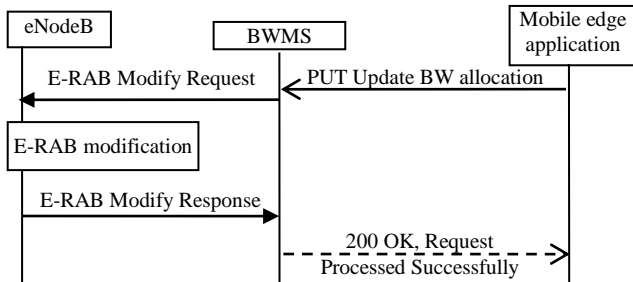 eNodeB
BWMS
Mobile edge
application
E-RAB Modify Request
PUT Update BW allocation
E-RAB modification
E-RAB Modify Response
200 OK, Request
Processed Successfully